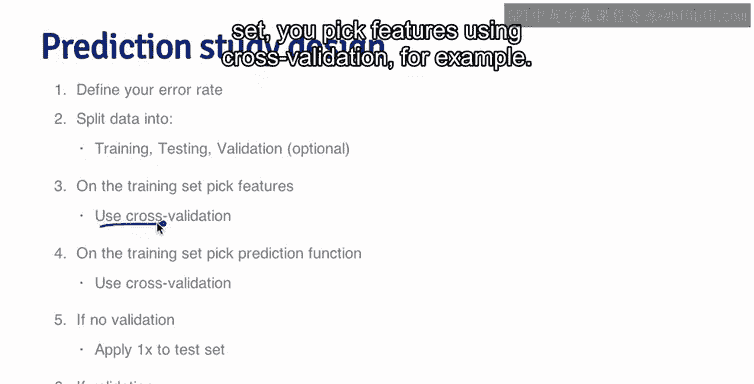 set, you pick features using
cross-validation, for example.
Prediction study design
1. Define your error rate
2. Split data into:
· Training, Testing, Validation (optional)
3. On the training set pick features
· Use cross-validation
4. On the training set pick prediction function
· Use cross-validation
5. If no validation
· Apply 1x to test set